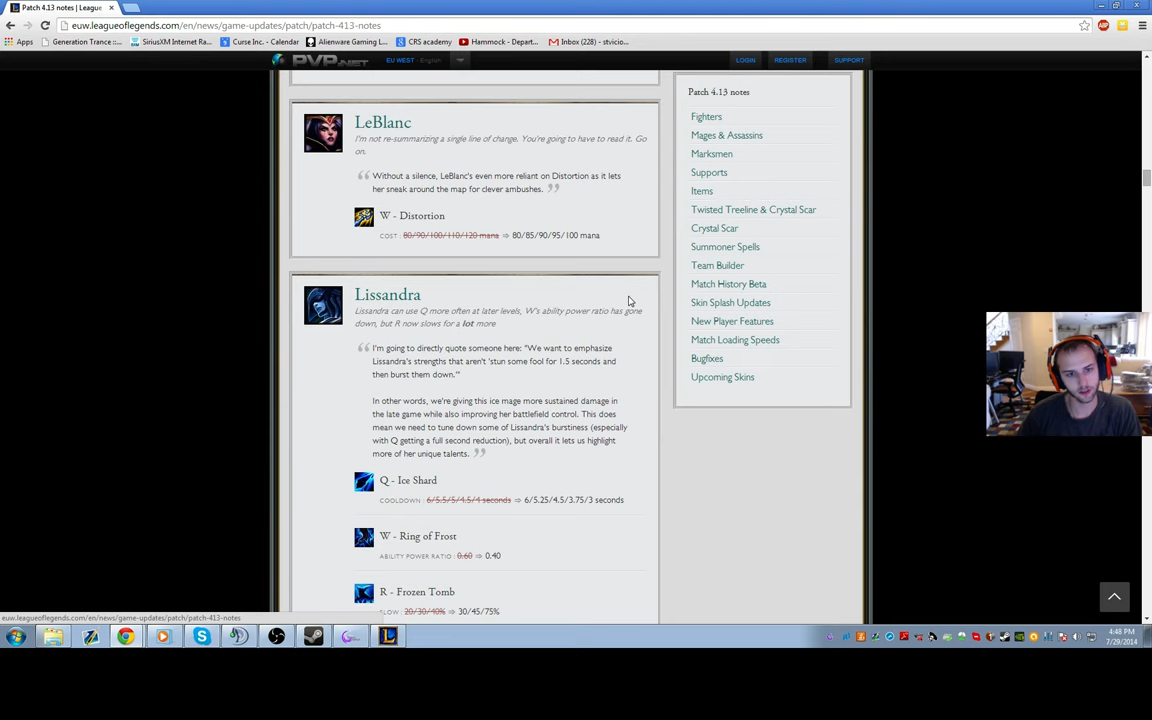 Patch 4.13 notes | League
euw.leagueoflegends.com/en/news/game-updates/patch/patch-413-notes
Apps Generation Trance ::... SiriusXM Internet Ra... Curse Inc. - Calendar Alienware Gaming L... CRS academy Hammock - Depart... Inbox (228) - stvicio...
PVP.NET EU WEST - English LOGIN REGISTER SUPPORT
LeBlanc
I'm not re-summarizing a single line of change. You're going to have to read it. Go
on.
Without a silence, LeBlanc's even more reliant on Distortion as it lets
her sneak around the map for clever ambushes.
W - Distortion
COST : 80/90/100/110/120 mana ⇒ 80/85/90/95/100 mana
Lissandra
Lissandra can use Q more often at later levels, W's ability power ratio has gone
down, but R now slows for a lot more
I'm going to directly quote someone here: "We want to emphasize
Lissandra's strengths that aren't 'stun some fool for 1.5 seconds and
then burst them down.'"
In other words, we're giving this ice mage more sustained damage in
the late game while also improving her battlefield control. This does
mean we need to tune down some of Lissandra's burstiness (especially
with Q getting a full second reduction), but overall it lets us highlight
more of her unique talents.
Q - Ice Shard
COOLDOWN : 6/5.5/5/4.5/4 seconds ⇒ 6/5.25/4.5/3.75/3 seconds
W - Ring of Frost
ABILITY POWER RATIO : 0.60 ⇒ 0.40
R - Frozen Tomb
SLOW : 20/30/40% ⇒ 30/45/75%
Patch 4.13 notes
Fighters
Mages & Assassins
Marksmen
Supports
Items
Twisted Treeline & Crystal Scar
Crystal Scar
Summoner Spells
Team Builder
Match History Beta
Skin Splash Updates
New Player Features
Match Loading Speeds
Bugfixes
Upcoming Skins
euw.leagueoflegends.com/en/news/game-updates/patch/patch-413-notes
4:48 PM
7/29/2014